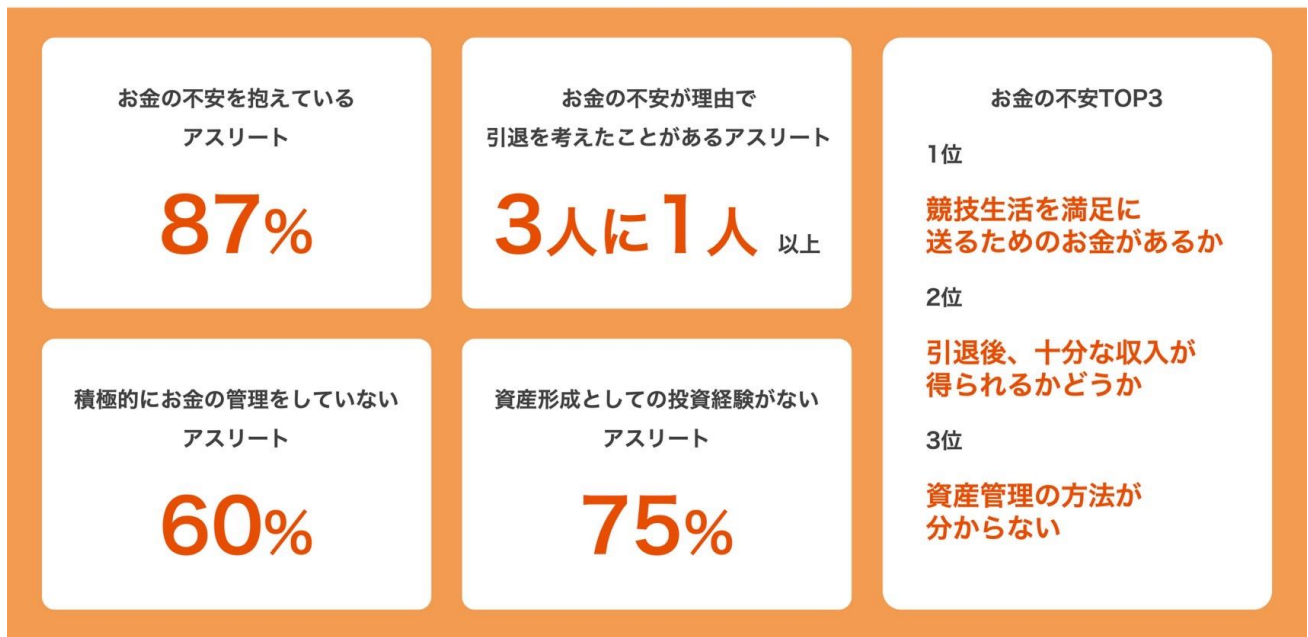 お金の不安を抱えている
アスリート
87%
お金の不安が理由で
引退を考えたことがあるアスリート
3人に1人 以上
積極的にお金の管理をしていない
アスリート
60%
資産形成としての投資経験がない
アスリート
75%
お金の不安TOP3
1位
競技生活を満足に
送るためのお金があるか
2位
引退後、十分な収入が
得られるかどうか
3位
資産管理の方法が
分からない